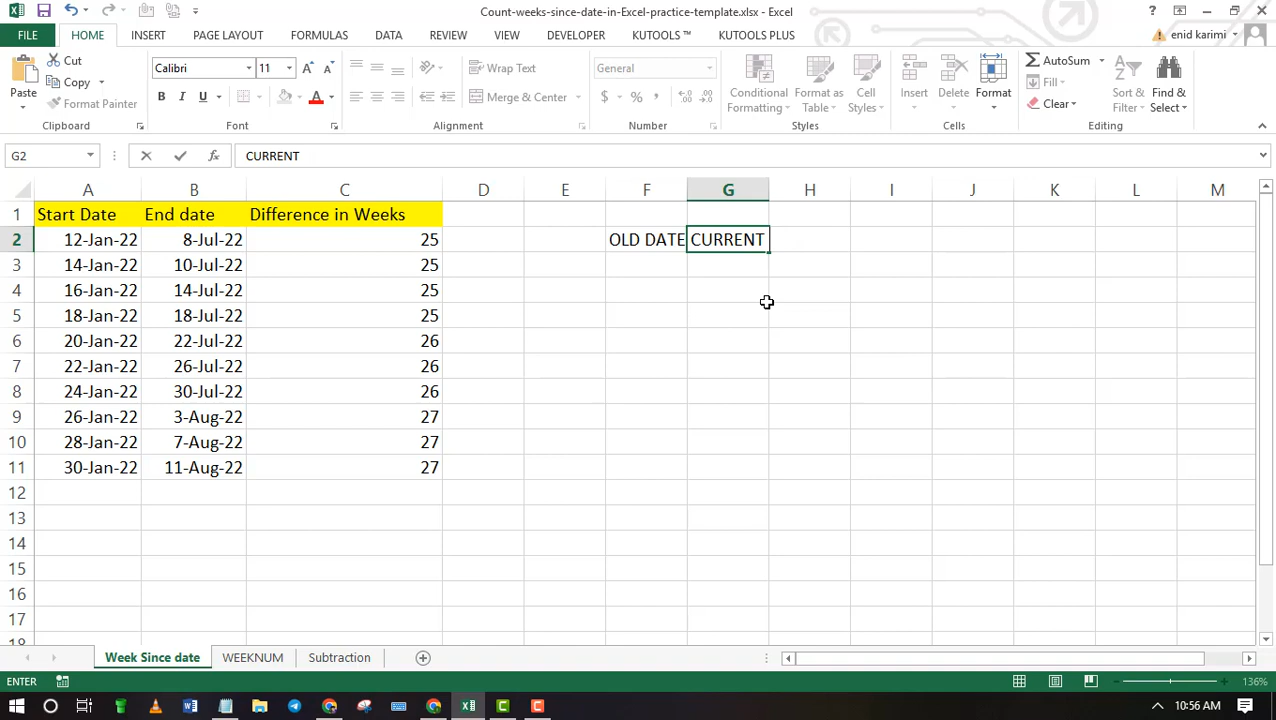 Count-weeks-since-date-in-Excel-practice-template.xlsx - Excel
FILE HOME INSERT PAGE LAYOUT FORMULAS DATA REVIEW VIEW DEVELOPER KUTOOLS ™ KUTOOLS PLUS enid karimi
Paste
Cut
Copy
Format Painter
Clipboard
Calibri 11
B I U
Font
Wrap Text
Merge & Center
Alignment
General
$ % ,
Number
Conditional Formatting
Format as Table
Cell Styles
Styles
Insert
Delete
Format
Cells
AutoSum
Fill
Clear
Sort & Filter
Find & Select
Editing
G2 fx CURRENT
A B C D E F G H I J K L M
1 Start Date End date Difference in Weeks
2 12-Jan-22 8-Jul-22 25 OLD DATE CURRENT
3 14-Jan-22 10-Jul-22 25
4 16-Jan-22 14-Jul-22 25
5 18-Jan-22 18-Jul-22 25
6 20-Jan-22 22-Jul-22 26
7 22-Jan-22 26-Jul-22 26
8 24-Jan-22 30-Jul-22 26
9 26-Jan-22 3-Aug-22 27
10 28-Jan-22 7-Aug-22 27
11 30-Jan-22 11-Aug-22 27
12
13
14
15
16
17
18
Week Since date WEEKNUM Subtraction
ENTER 136%
10:56 AM